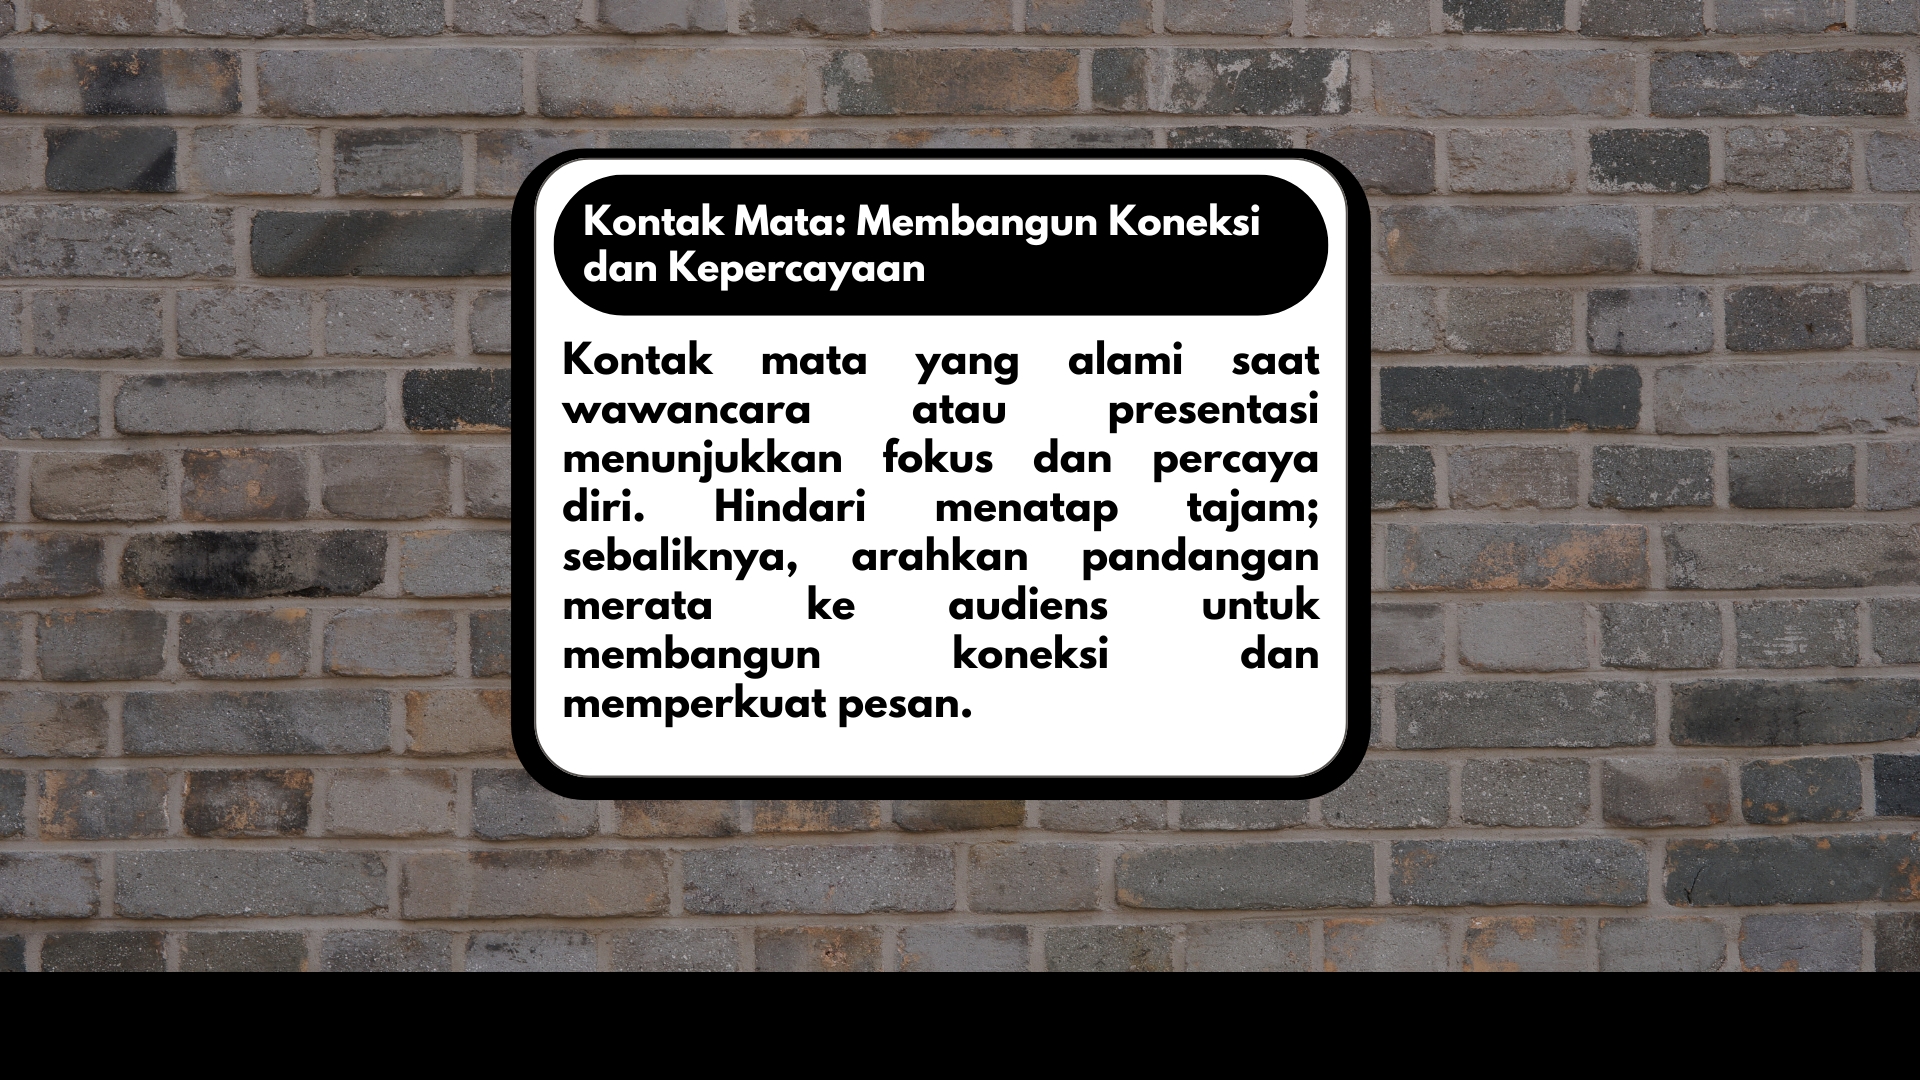 Kontak Mata: Membangun Koneksi
dan Kepercayaan
Kontak mata yang alami saat
wawancara atau presentasi
menunjukkan fokus dan percaya
diri. Hindari menatap tajam;
sebaliknya, arahkan pandangan
merata ke audiens untuk
membangun koneksi dan
memperkuat pesan.